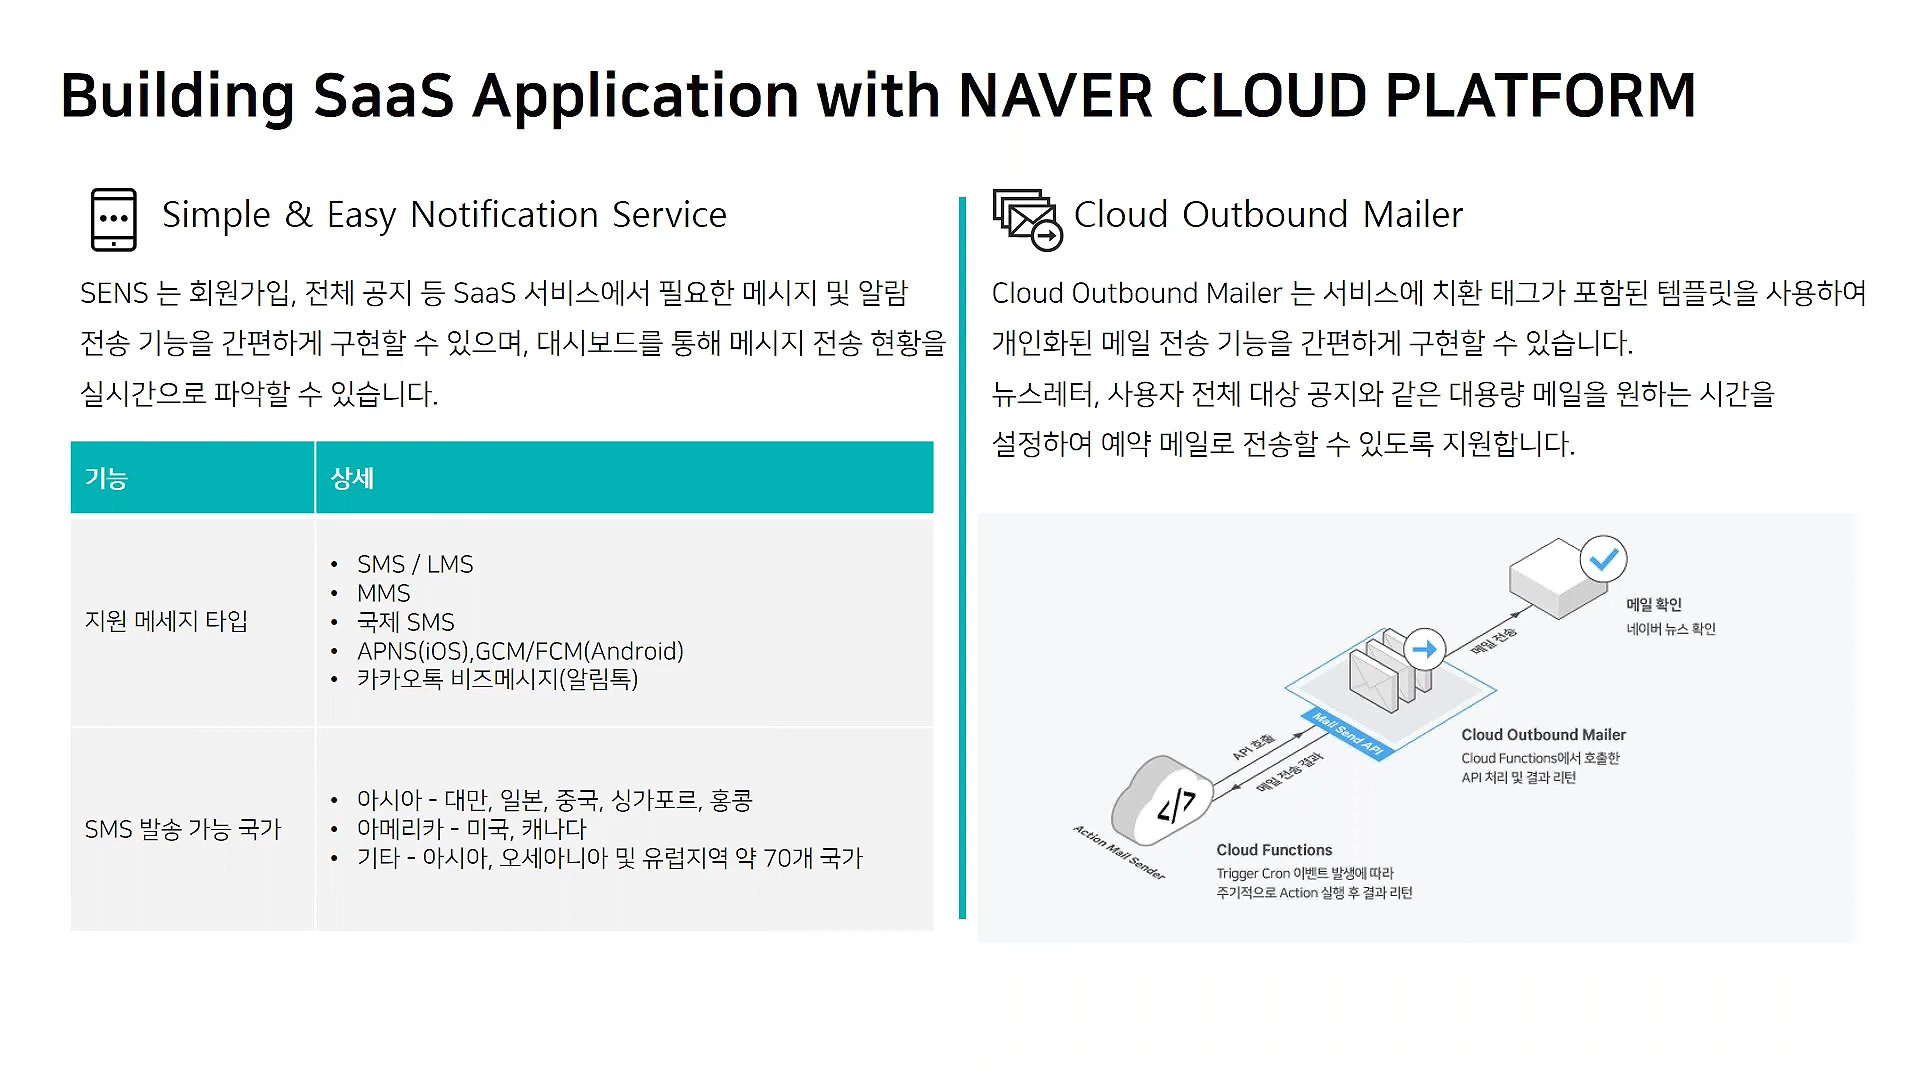 Building SaaS Application with NAVER CLOUD PLATFORM
Simple & Easy Notification Service
SENS 는 회원가입, 전체 공지 등 SaaS 서비스에서 필요한 메시지 및 알람
전송 기능을 간편하게 구현할 수 있으며, 대시보드를 통해 메시지 전송 현황을
실시간으로 파악할 수 있습니다.
기능
상세
지원 메세지 타입
• SMS / LMS
• MMS
• 국제 SMS
• APNS(iOS),GCM/FCM(Android)
• 카카오톡 비즈메시지(알림톡)
SMS 발송 가능 국가
• 아시아 - 대만, 일본, 중국, 싱가포르, 홍콩
• 아메리카 - 미국, 캐나다
• 기타 - 아시아, 오세아니아 및 유럽지역 약 70개 국가
Cloud Outbound Mailer
Cloud Outbound Mailer 는 서비스에 치환 태그가 포함된 템플릿을 사용하여
개인화된 메일 전송 기능을 간편하게 구현할 수 있습니다.
뉴스레터, 사용자 전체 대상 공지와 같은 대용량 메일을 원하는 시간을
설정하여 예약 메일로 전송할 수 있도록 지원합니다.
메일 확인
네이버 뉴스 확인
메일 전송
Mail Send API
Cloud Outbound Mailer
Cloud Functions에서 호출한
API 처리 및 결과 리턴
API 호출
메일 전송 결과
</>
Action Mail Sender
Cloud Functions
Trigger Cron 이벤트 발생에 따라
주기적으로 Action 실행 후 결과 리턴